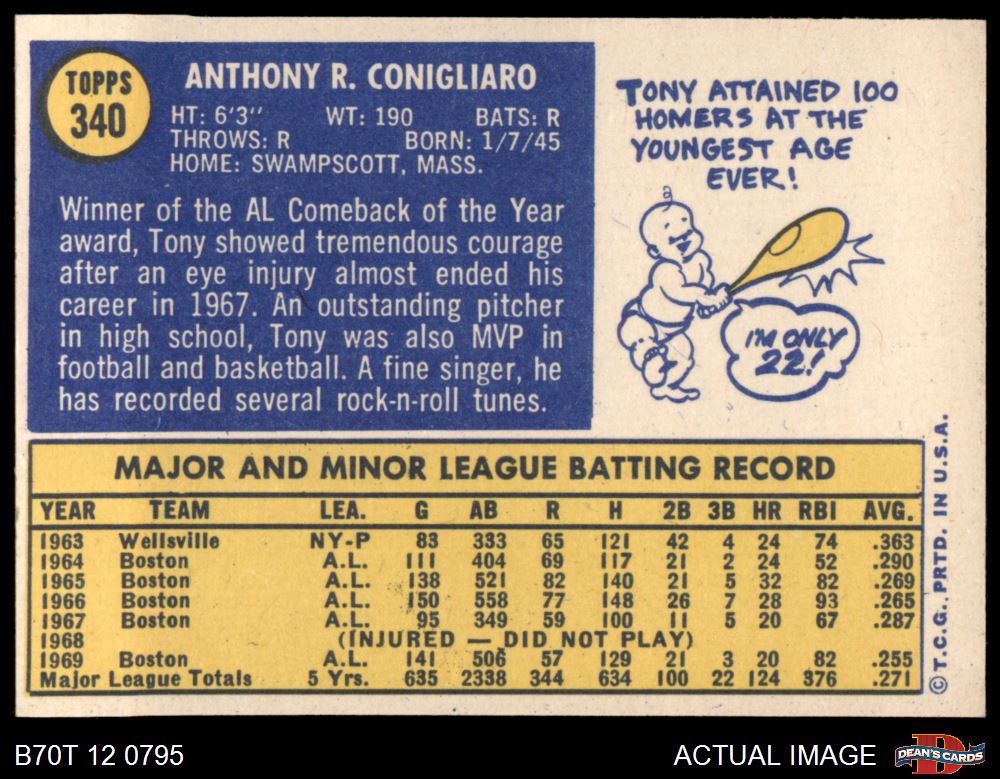 TOPPS
340
ANTHONY R. CONIGLIARO
HT: 6'3" WT: 190 BATS: R
THROWS: R BORN: 1/7/45
HOME: SWAMPSCOTT, MASS.
Winner of the AL Comeback of the Year
award, Tony showed tremendous courage
after an eye injury almost ended his
career in 1967. An outstanding pitcher
in high school, Tony was also MVP in
football and basketball. A fine singer, he
has recorded several rock-n-roll tunes.
TONY ATTAINED 100
HOMERS AT THE
YOUNGEST AGE
EVER!
I'M ONLY
22!
MAJOR AND MINOR LEAGUE BATTING RECORD
YEAR TEAM LEA. G AB R H 2B 3B HR RBI AVG.
1963 Wellsville NY-P 83 333 65 121 42 4 24 74 .363
1964 Boston A.L. 111 404 69 117 21 2 24 52 .290
1965 Boston A.L. 138 521 82 140 21 5 32 82 .269
1966 Boston A.L. 150 558 77 148 26 7 28 93 .265
1967 Boston A.L. 95 349 59 100 11 5 20 67 .287
1968 (INJURED — DID NOT PLAY)
1969 Boston A.L. 141 506 57 129 21 3 20 82 .255
Major League Totals 5 Yrs. 635 2338 344 634 100 22 124 376 .271
© T.C.G. PRTD. IN U.S.A.
B70T 12 0795
ACTUAL IMAGE
DEAN'S CARDS